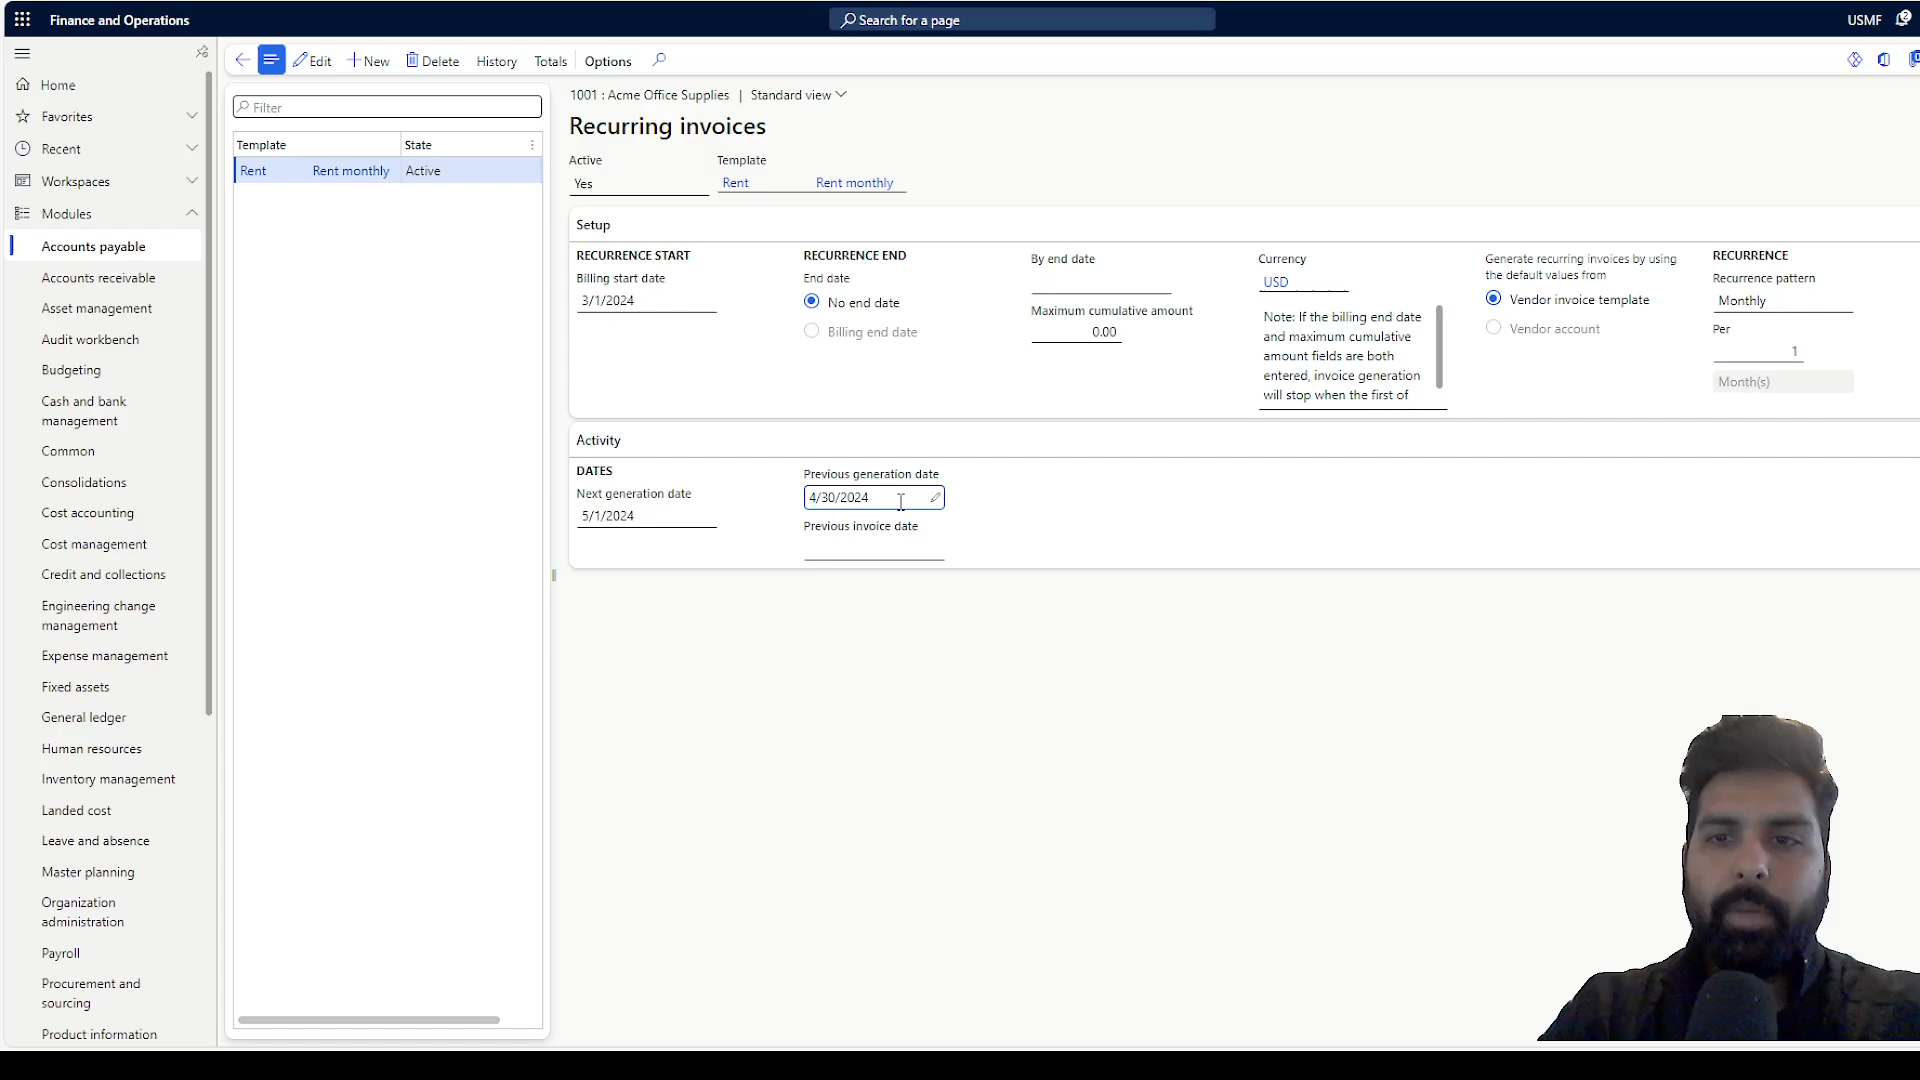 Finance and Operations
Search for a page
USMF
2
Edit
New
Delete
History
Totals
Options
Home
Favorites
Recent
Workspaces
Modules
Accounts payable
Accounts receivable
Asset management
Audit workbench
Budgeting
Cash and bank
management
Common
Consolidations
Cost accounting
Cost management
Credit and collections
Engineering change
management
Expense management
Fixed assets
General ledger
Human resources
Inventory management
Landed cost
Leave and absence
Master planning
Organization
administration
Payroll
Procurement and
sourcing
Product information
Filter
Template State
Rent Rent monthly Active
1001 : Acme Office Supplies | Standard view
Recurring invoices
Active
Yes
Template
Rent Rent monthly
Setup
RECURRENCE START
Billing start date
3/1/2024
RECURRENCE END
End date
No end date
Billing end date
By end date
Maximum cumulative amount
0.00
Currency
USD
Note: If the billing end date
and maximum cumulative
amount fields are both
entered, invoice generation
will stop when the first of
Generate recurring invoices by using
the default values from
Vendor invoice template
Vendor account
RECURRENCE
Recurrence pattern
Monthly
Per
1
Month(s)
Activity
DATES
Next generation date
5/1/2024
Previous generation date
4/30/2024
Previous invoice date